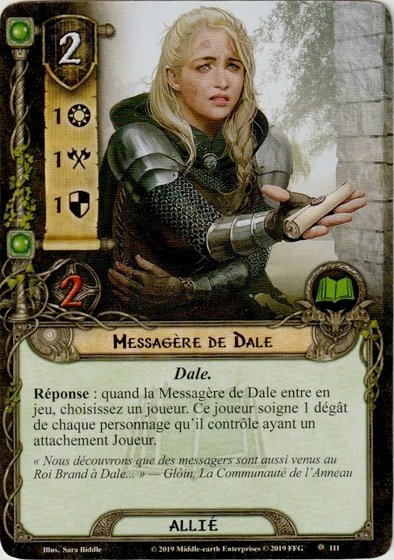 2
1
1
1
2
Messagère de Dale
Dale.
Réponse : quand la Messagère de Dale entre en
jeu, choisissez un joueur. Ce joueur soigne 1 dégât
de chaque personnage qu'il contrôle ayant un
attachement Joueur.
« Nous découvrons que des messagers sont aussi venus au
Roi Brand à Dale... » — Glôin, La Communauté de l'Anneau
Illus. Sara Biddle
© 2019 Middle-earth Enterprises © 2019 FFG
111
Allié